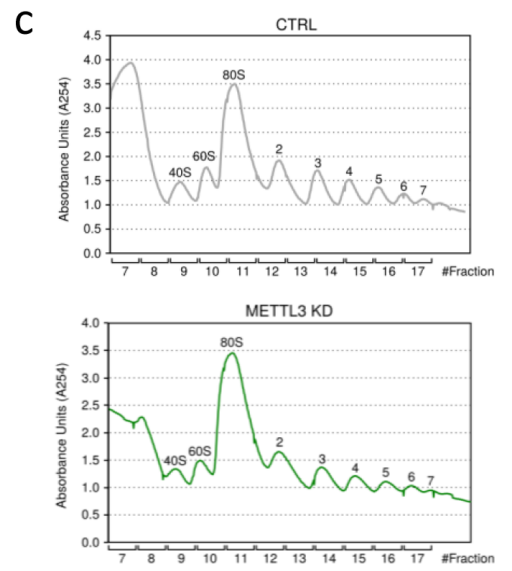 C
CTRL
Absorbance Units (A254)
4.5
4.0
3.5
3.0
2.5
2.0
1.5
1.0
0.5
0.0
40S
60S
80S
2
3
4
5
6
7
7 8 9 10 11 12 13 14 15 16 17 #Fraction
METTL3 KD
Absorbance Units (A254)
4.0
3.5
3.0
2.5
2.0
1.5
1.0
0.5
0.0
40S
60S
80S
2
3
4
5
6
7
7 8 9 10 11 12 13 14 15 16 17 #Fraction